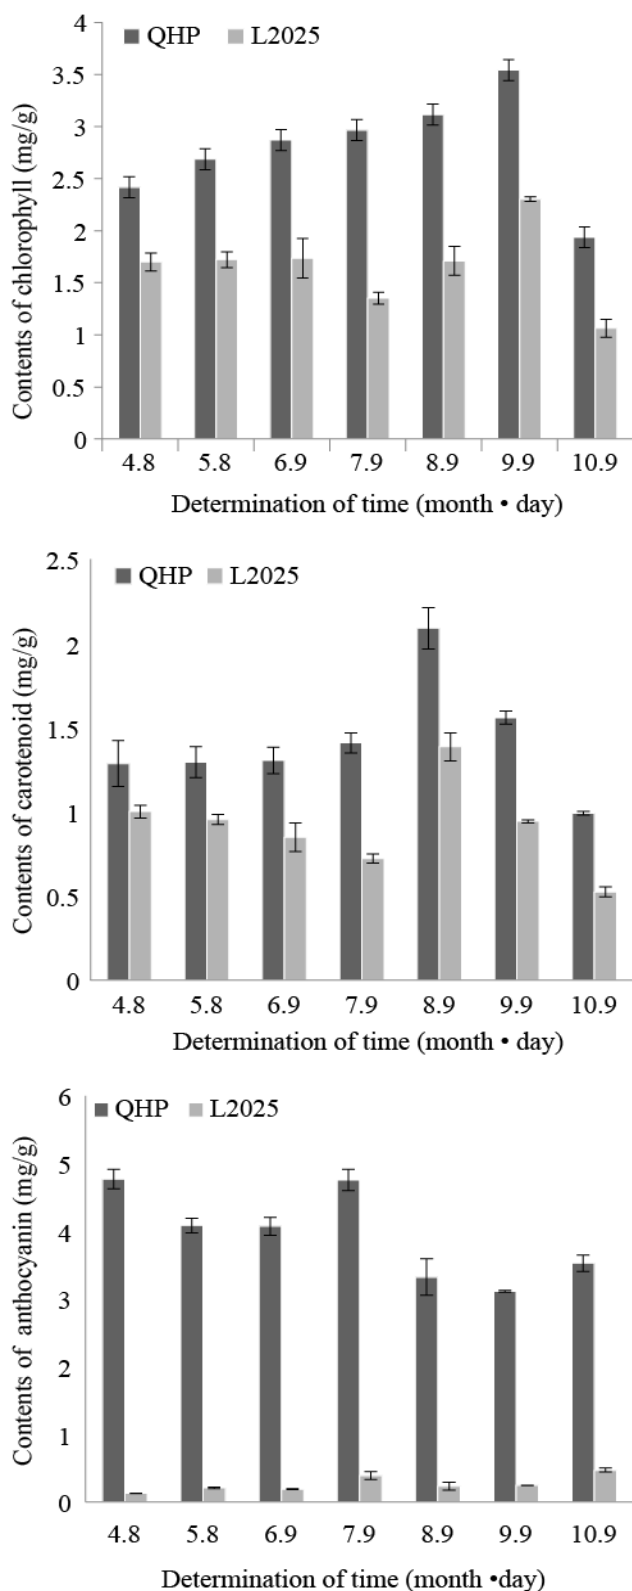 Contents of chlorophyll (mg/g)
QHP L2025
4
3.5
3
2.5
2
1.5
1
0.5
0
4.8 5.8 6.9 7.9 8.9 9.9 10.9
Determination of time (month • day)
Contents of carotenoid (mg/g)
QHP L2025
2.5
2
1.5
1
0.5
0
4.8 5.8 6.9 7.9 8.9 9.9 10.9
Determination of time (month • day)
Contents of anthocyanin (mg/g)
QHP L2025
6
5
4
3
2
1
0
4.8 5.8 6.9 7.9 8.9 9.9 10.9
Determination of time (month •day)